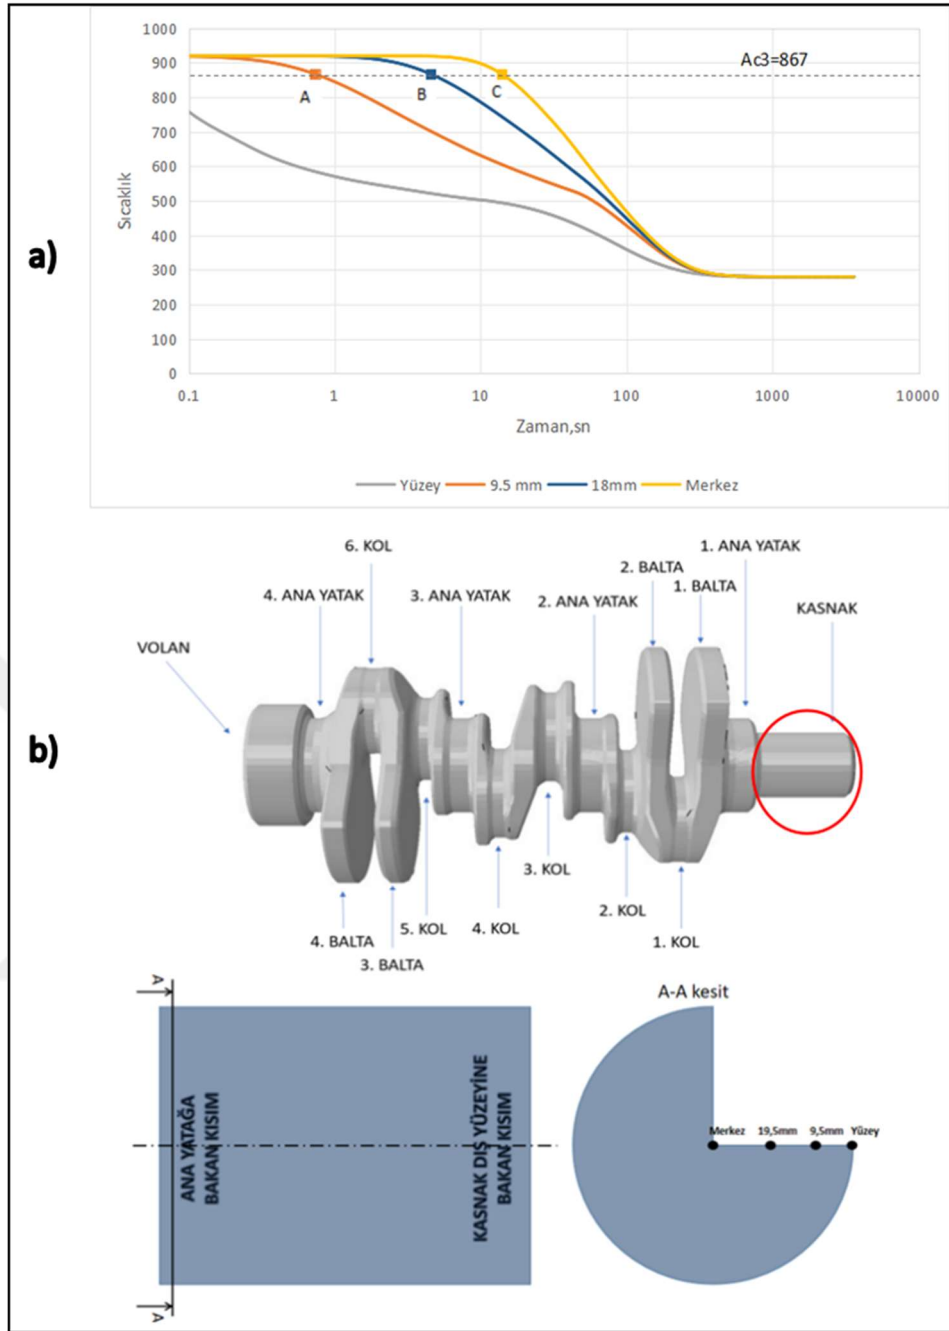 a)
1000
900
800
700
600
500
400
300
200
100
0
Sıcaklık
Ac3=867
A
B
C
0.1
1
10
100
1000
10000
Zaman,sn
Yüzey
9.5 mm
18mm
Merkez
b)
6. KOL
1. ANA YATAK
2. BALTA
4. ANA YATAK
3. ANA YATAK
2. ANA YATAK
1. BALTA
KASNAK
VOLAN
3. KOL
5. KOL
4. KOL
2. KOL
4. BALTA
1. KOL
3. BALTA
A
A
ANA YATAĞA
BAKAN KISIM
KASNAK DIŞ YÜZEYİNE
BAKAN KISIM
A-A kesit
Merkez
19,5mm
9,5mm
Yüzey